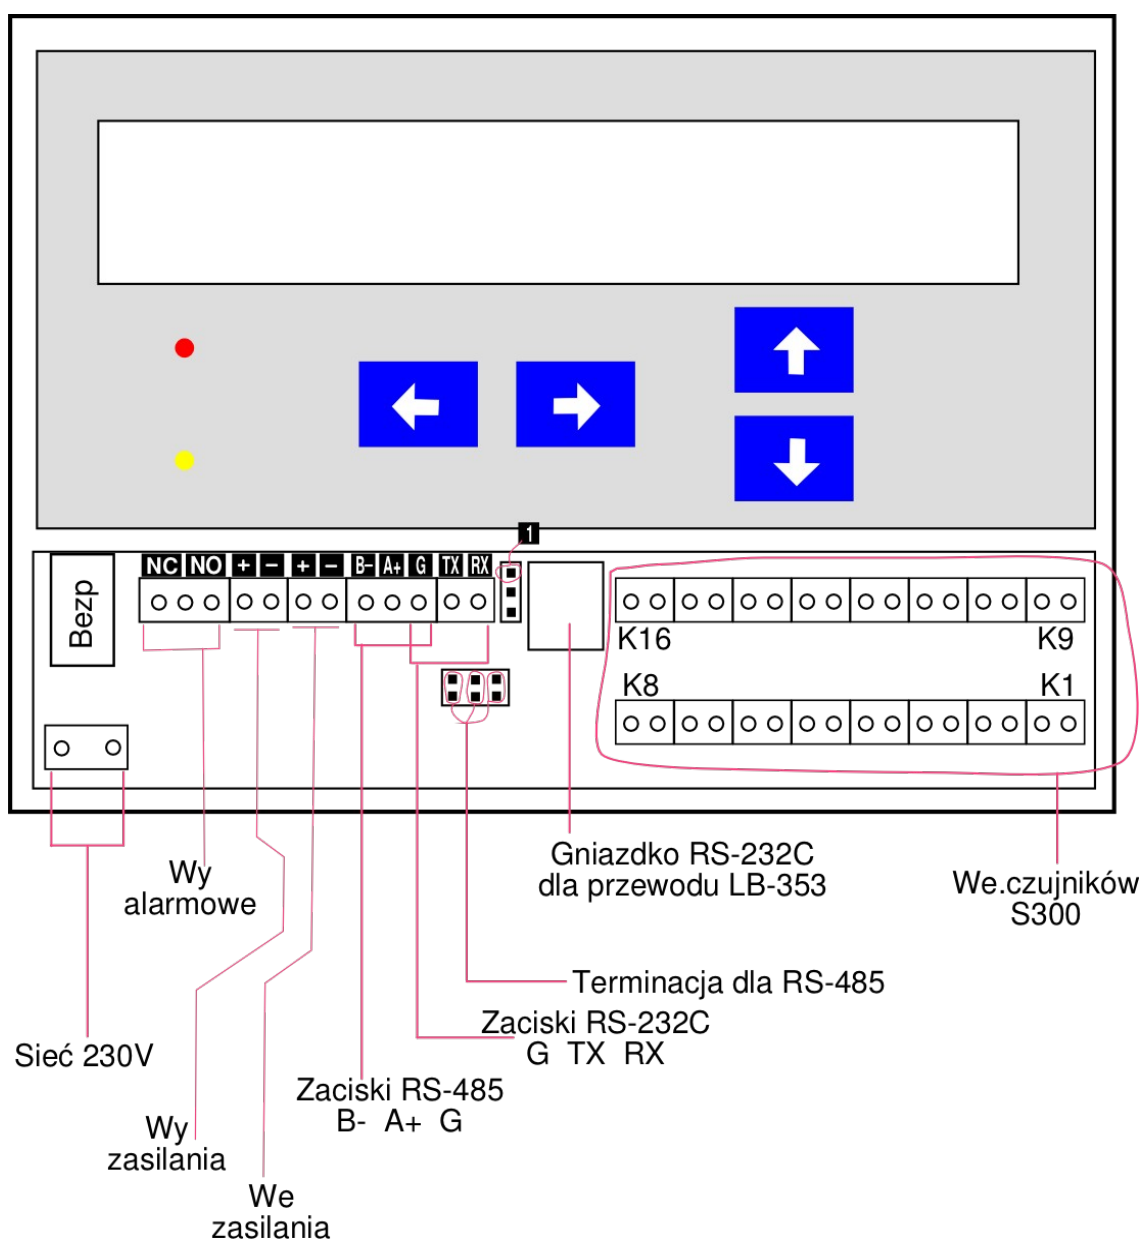 1
Bezp
NC NO + − + − B- A+ G TX RX
K16 K9
K8 K1
Gniazdko RS-232C
dla przewodu LB-353
We.czujników
S300
Wy
alarmowe
Terminacja dla RS-485
Zaciski RS-232C
G TX RX
Sieć 230V
Zaciski RS-485
B- A+ G
Wy
zasilania
We
zasilania